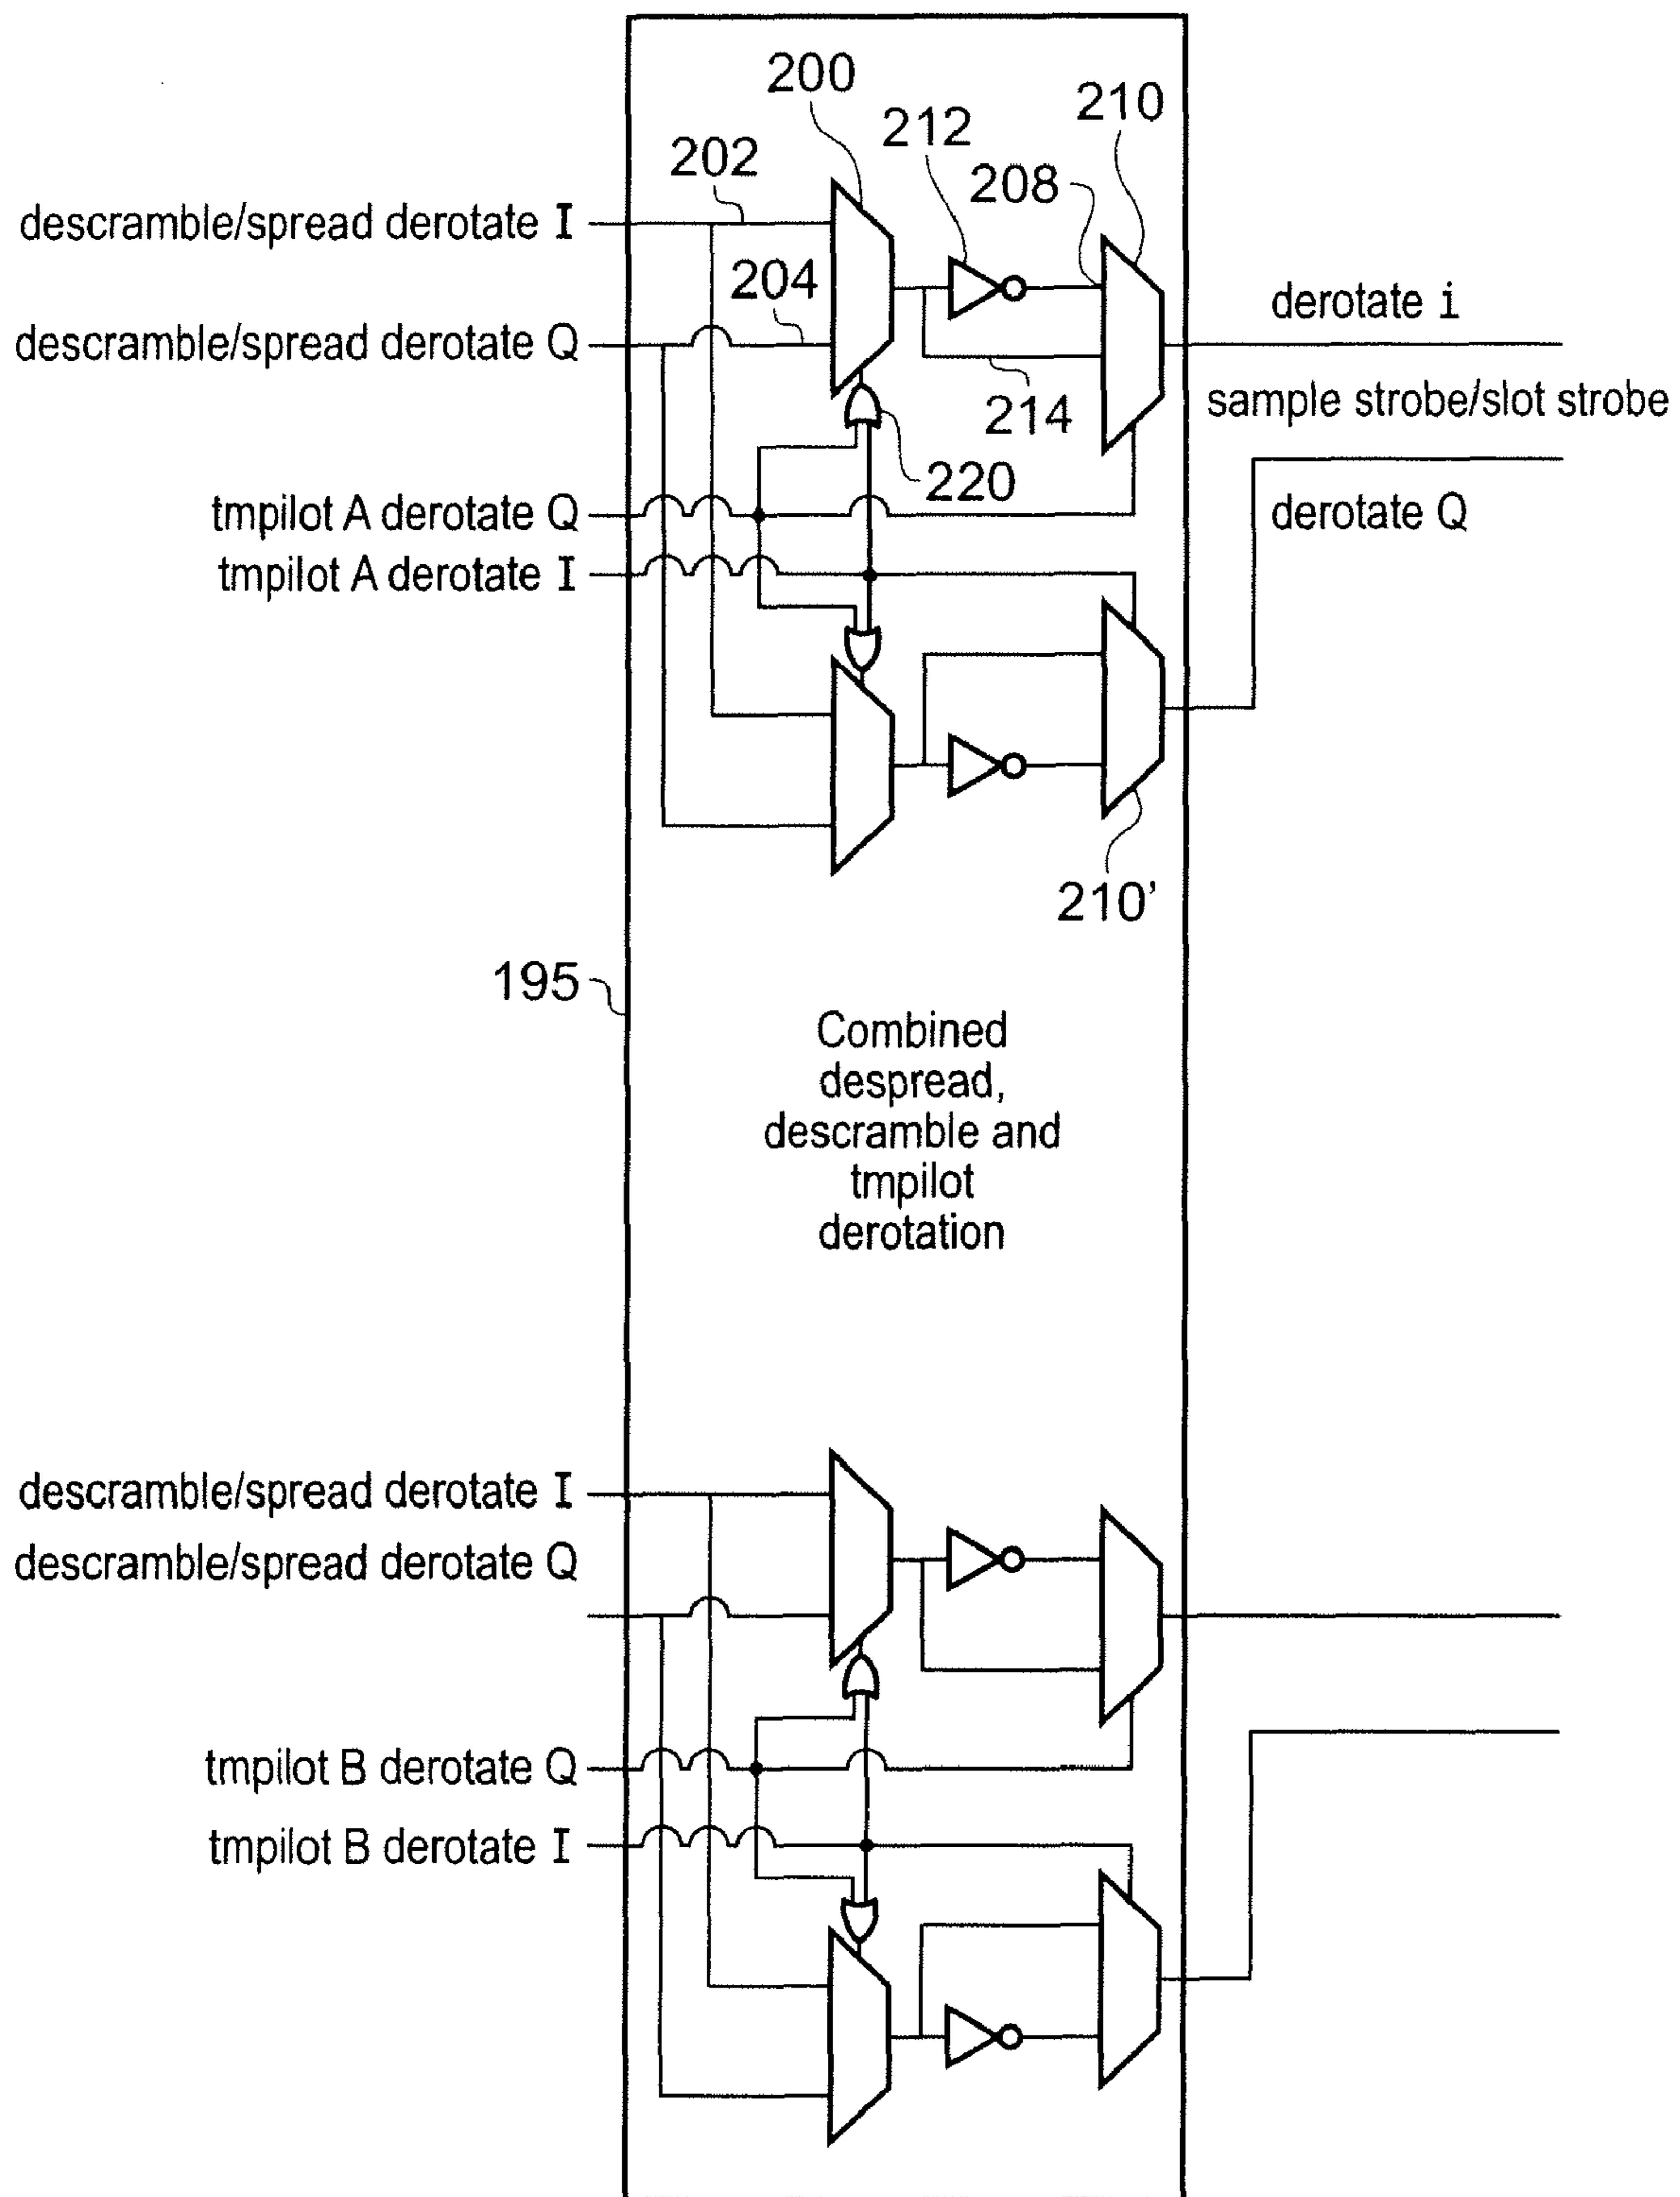 200
210
212
202
208
descramble/spread derotate I
204
derotate i
descramble/spread derotate Q
214
sample strobe/slot strobe
220
tmpilot A derotate Q
derotate Q
tmpilot A derotate I
210'
195
Combined
despread,
descramble and
tmpilot
derotation
descramble/spread derotate I
descramble/spread derotate Q
tmpilot B derotate Q
tmpilot B derotate I